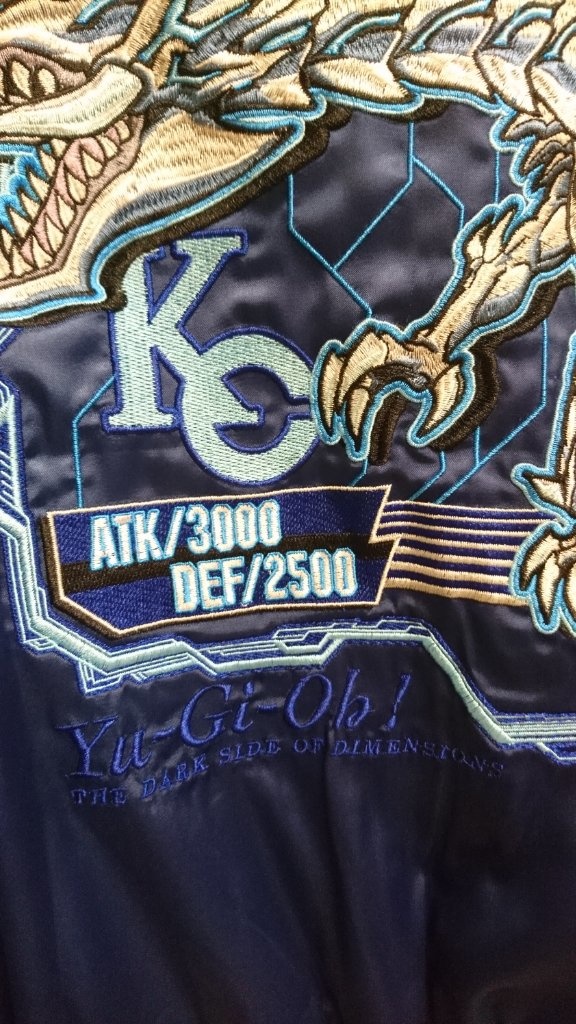 KC
ATK/3000
DEF/2500
Yu-Gi-Oh!
THE DARK SIDE OF DIMENSIONS